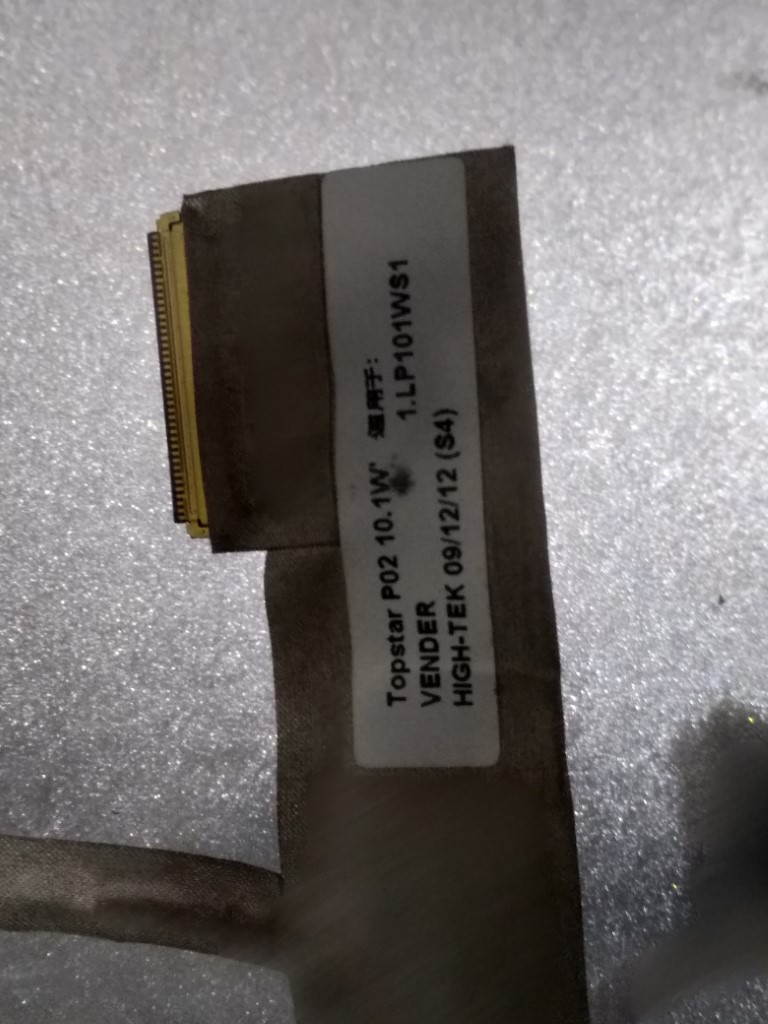 Topstar P02 10.1W" 适用于:
1.LP101WS1
VENDER
HIGH-TEK 09/12/12 (S4)